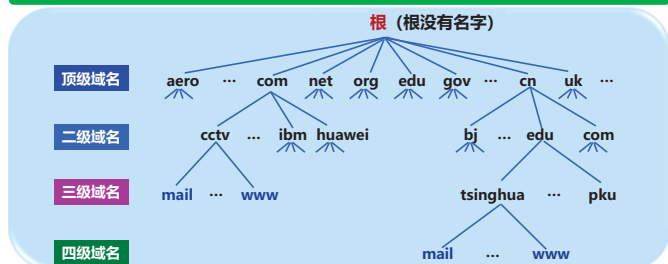 根（根没有名字）
顶级域名 aero … com net org edu gov … cn uk …
二级域名 cctv … ibm huawei bj … edu com
三级域名 mail … www tsinghua … pku
四级域名 mail … www